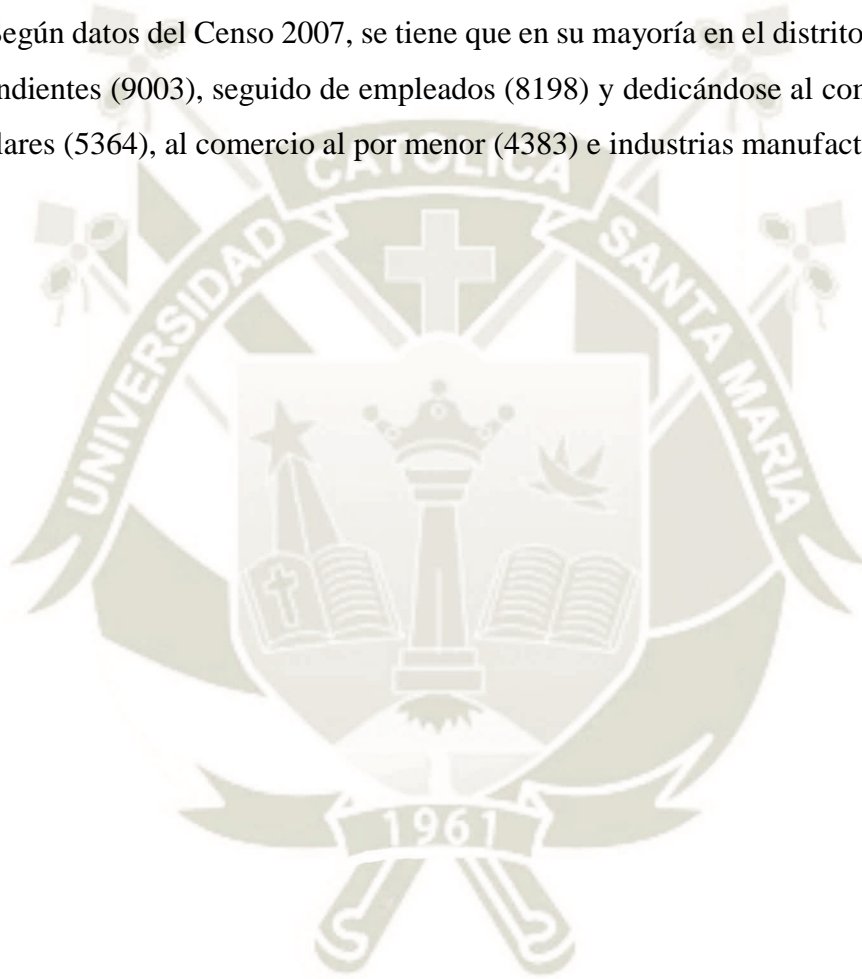 Según datos del Censo 2007, se tiene que en su mayoría en el distrito
ndientes (9003), seguido de empleados (8198) y dedicándose al com
lares (5364), al comercio al por menor (4383) e industrias manufact
CATÓLICA
UNIVERSIDAD
SANTA MARIA
1961